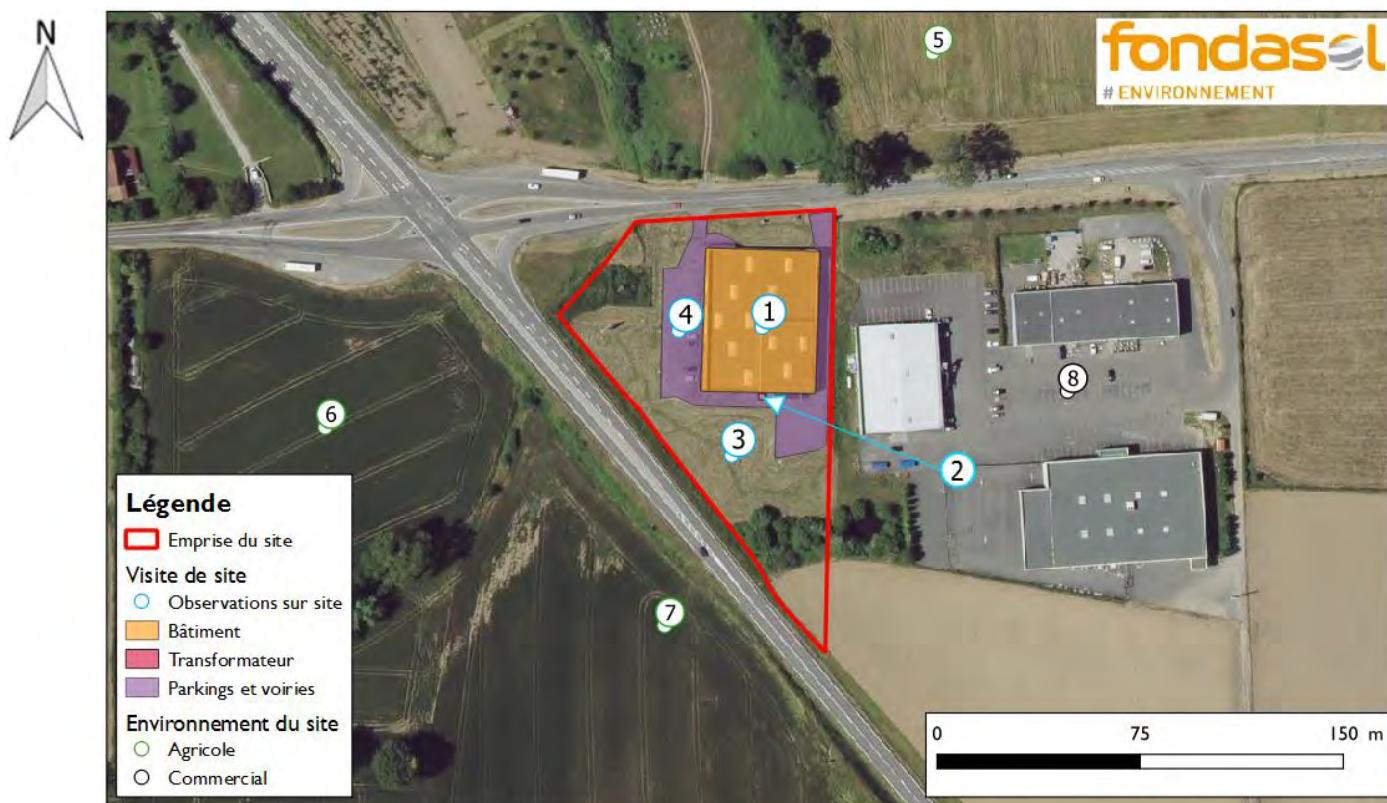 N
5
fondasol
# ENVIRONNEMENT
1
4
8
6
3
2
7
Légende
Emprise du site
Visite de site
Observations sur site
Bâtiment
Transformateur
Parkings et voiries
Environnement du site
Agricole
Commercial
0 75 150 m